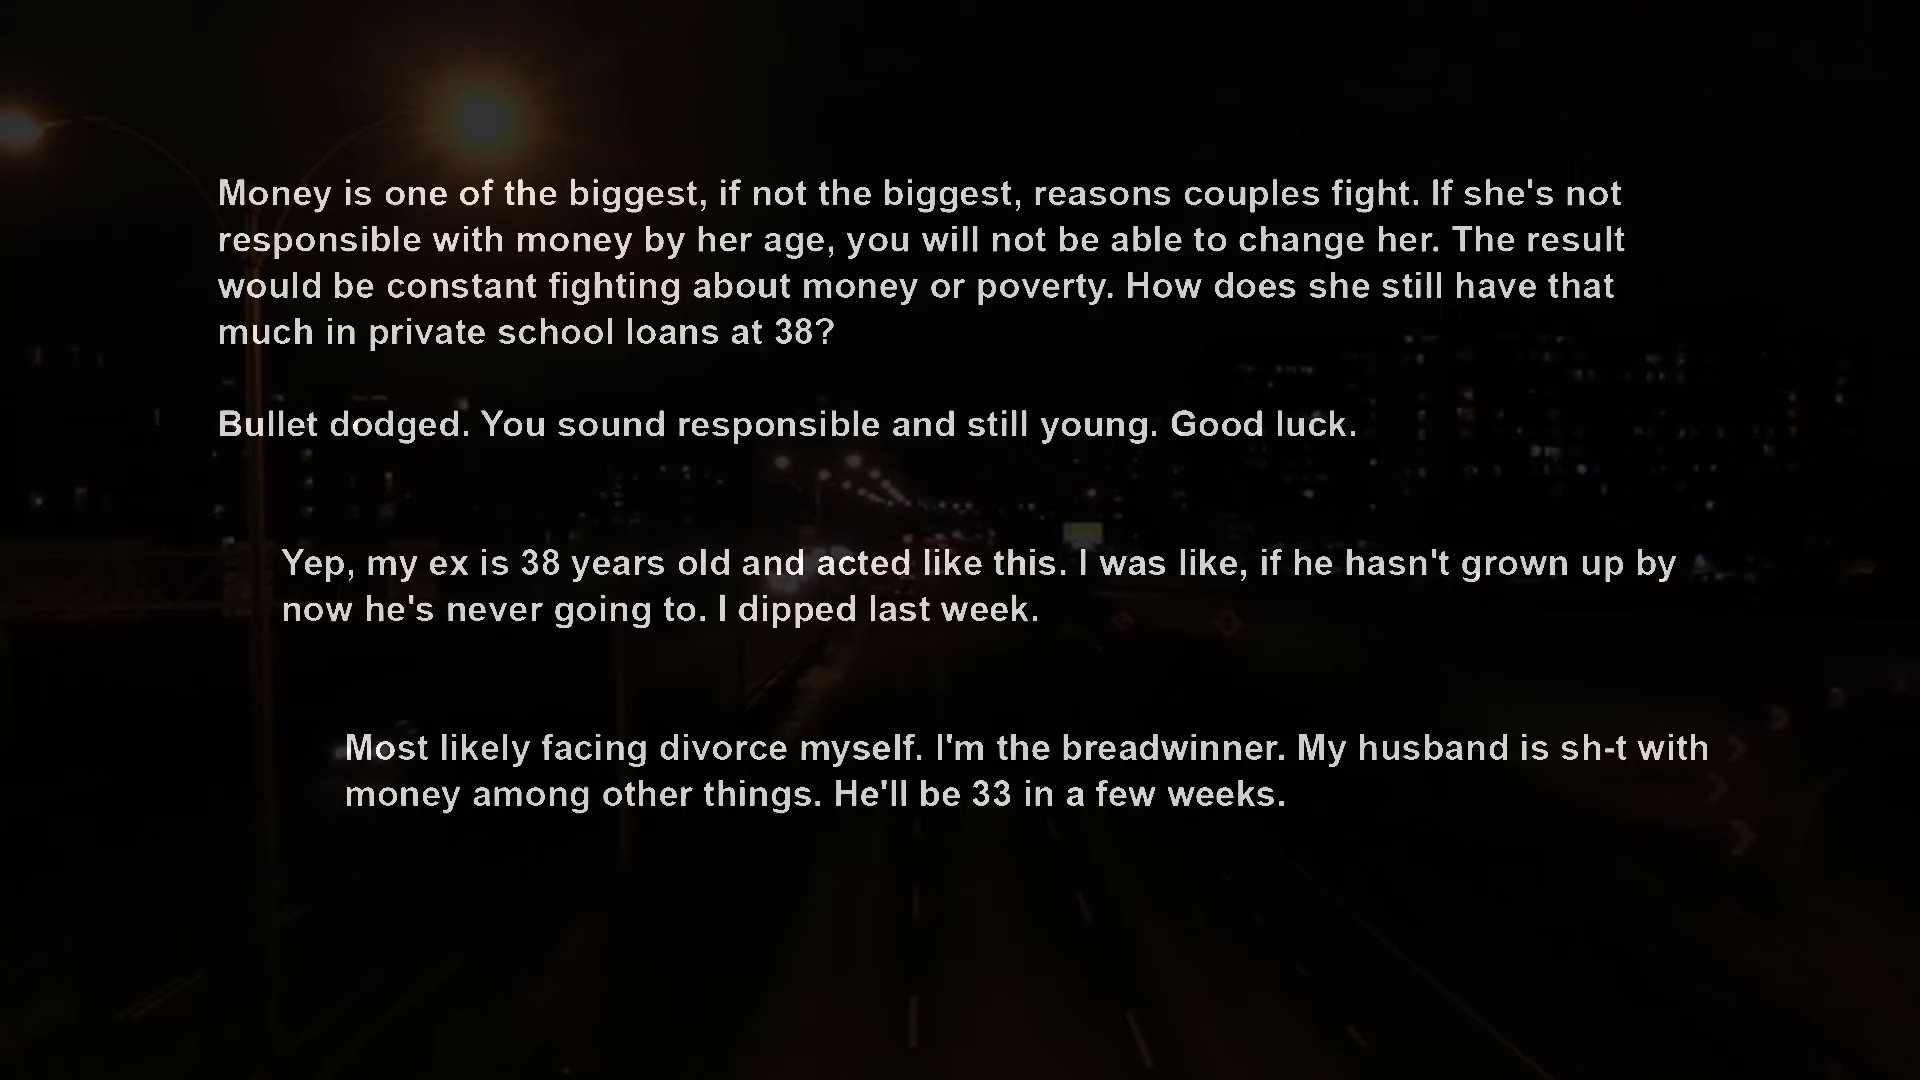 Money is one of the biggest, if not the biggest, reasons couples fight. If she's not
responsible with money by her age, you will not be able to change her. The result
would be constant fighting about money or poverty. How does she still have that
much in private school loans at 38?
Bullet dodged. You sound responsible and still young. Good luck.
Yep, my ex is 38 years old and acted like this. I was like, if he hasn't grown up by
now he's never going to. I dipped last week.
Most likely facing divorce myself. I'm the breadwinner. My husband is sh-t with
money among other things. He'll be 33 in a few weeks.